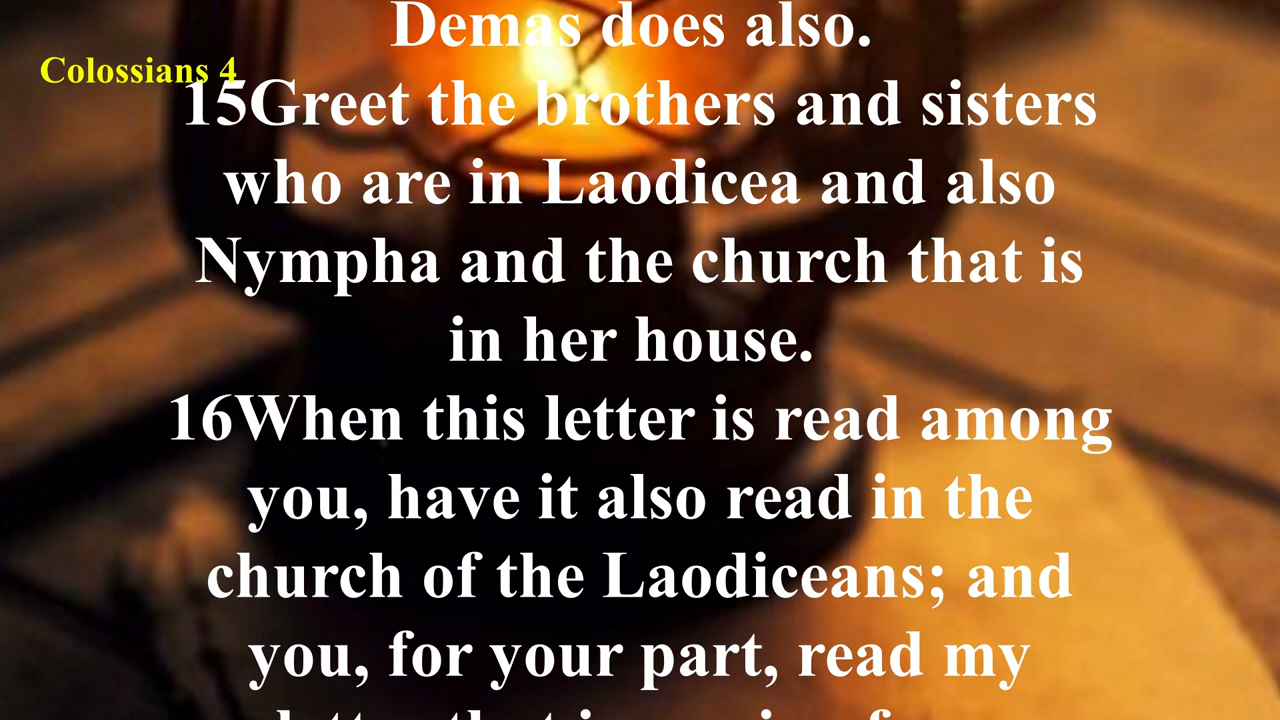 Demas does also.
Colossians 4
15Greet the brothers and sisters
who are in Laodicea and also
Nympha and the church that is
in her house.
16When this letter is read among
you, have it also read in the
church of the Laodiceans; and
you, for your part, read my